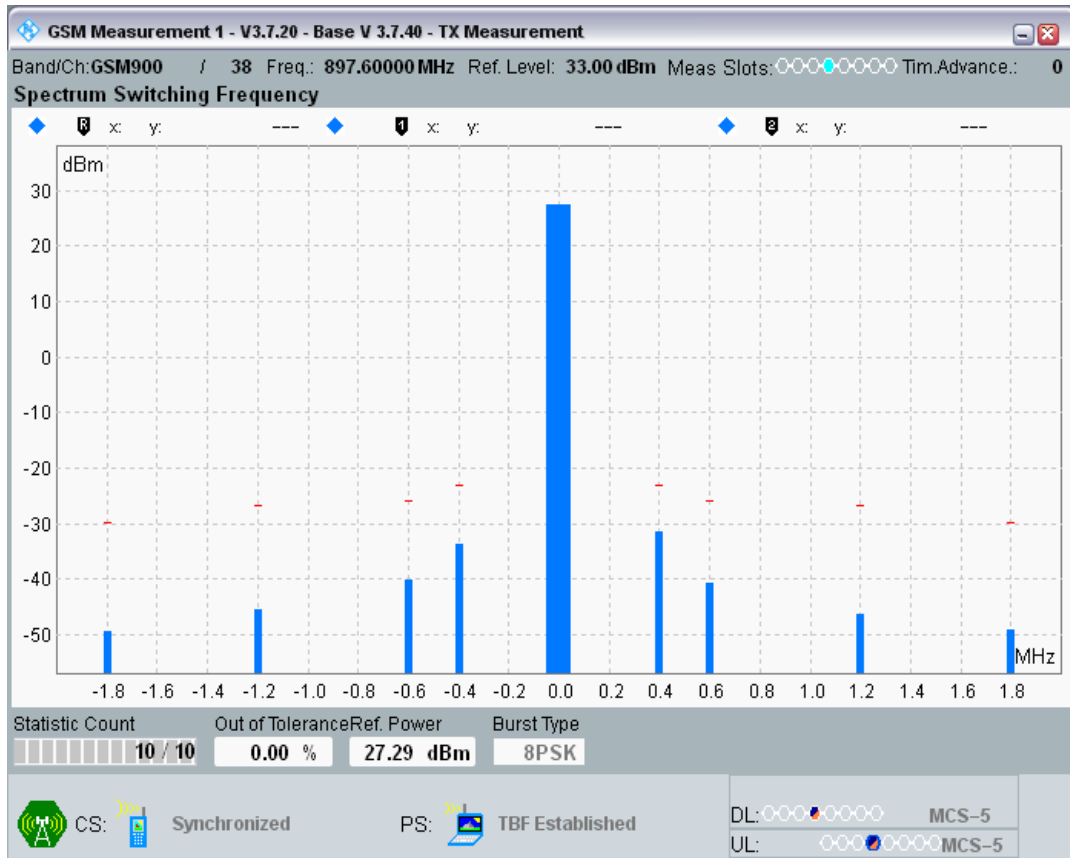 GSM Measurement 1 - V3.7.20 - Base V 3.7.40 - TX Measurement
Band/Ch:GSM900 / 38 Freq.: 897.60000 MHz Ref. Level: 33.00 dBm Meas Slots: Tim.Advance.: 0
Spectrum Switching Frequency
R x: y: --- 1 x: y: --- 2 x: y: ---
dBm
30
20
10
0
-10
-20
-30
-40
-50
MHz
-1.8 -1.6 -1.4 -1.2 -1.0 -0.8 -0.6 -0.4 -0.2 0.0 0.2 0.4 0.6 0.8 1.0 1.2 1.4 1.6 1.8
Statistic Count Out of Tolerance Ref. Power Burst Type
10 / 10 0.00 % 27.29 dBm 8PSK
CS: Synchronized PS: TBF Established DL: MCS-5
UL: MCS-5